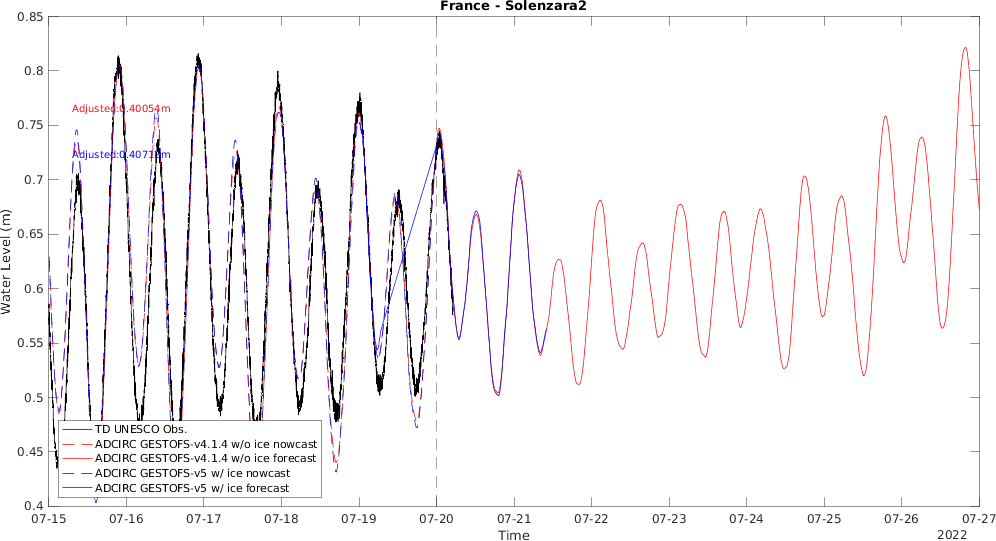 France - Solenzara2
0.85
0.8
0.75
0.7
0.65
0.6
0.55
0.5
0.45
0.4
Water Level (m)
Adjusted:0.40054m
TD UNESCO Obs.
ADCIRC GESTOFS-v4.1.4 w/o ice nowcast
ADCIRC GESTOFS-v4.1.4 w/o ice forecast
ADCIRC GESTOFS-v5 w/ ice nowcast
ADCIRC GESTOFS-v5 w/ ice forecast
07-15 07-16 07-17 07-18 07-19 07-20 07-21 07-22 07-23 07-24 07-25 07-26 07-27
Time
2022